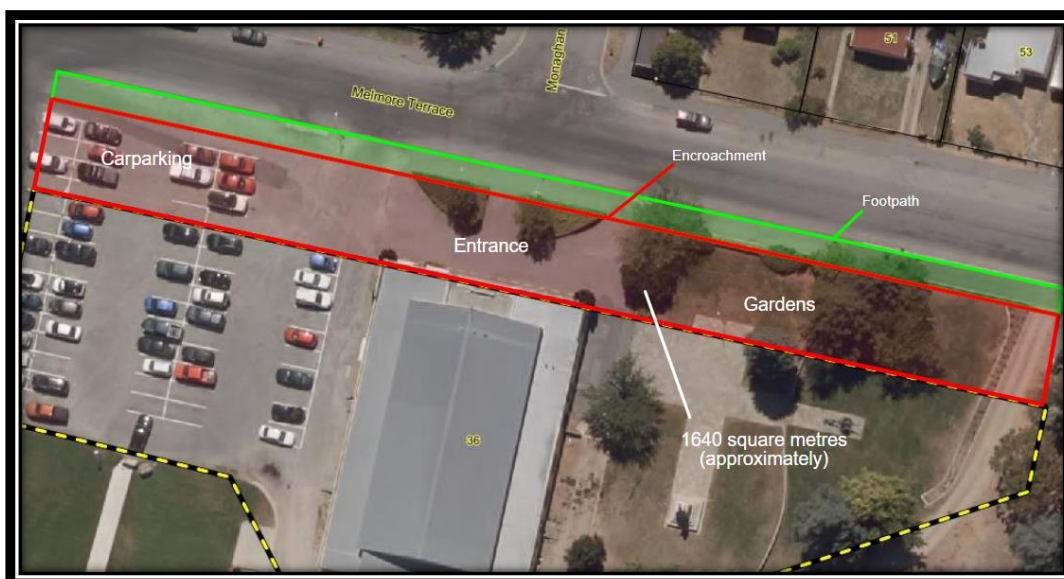 51
53
Monaghan
Melmore Terrace
Carparking
Encroachment
Footpath
Entrance
Gardens
36
1640 square metres
(approximately)